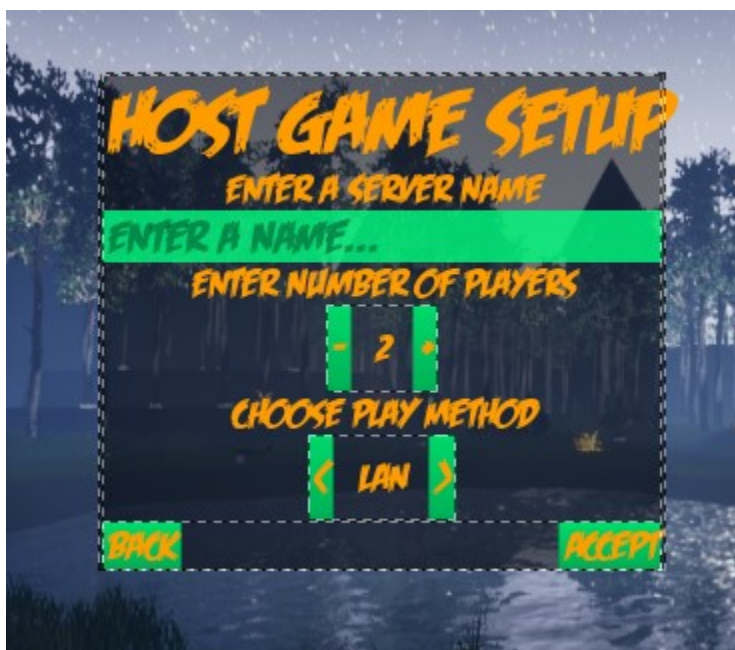 HOST GAME SETUP
ENTER A SERVER NAME
ENTER A NAME...
ENTER NUMBER OF PLAYERS
- 2 +
CHOOSE PLAY METHOD
< LAN >
BACK ACCEPT